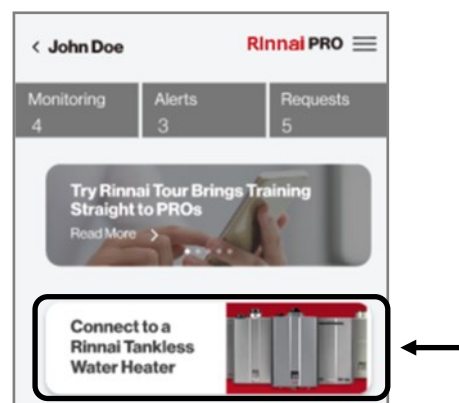 < John Doe
Rinnai PRO
Monitoring Alerts Requests
4 3 5
Try Rinnai Tour Brings Training
Straight to PROs
Read More >
Connect to a
Rinnai Tankless
Water Heater